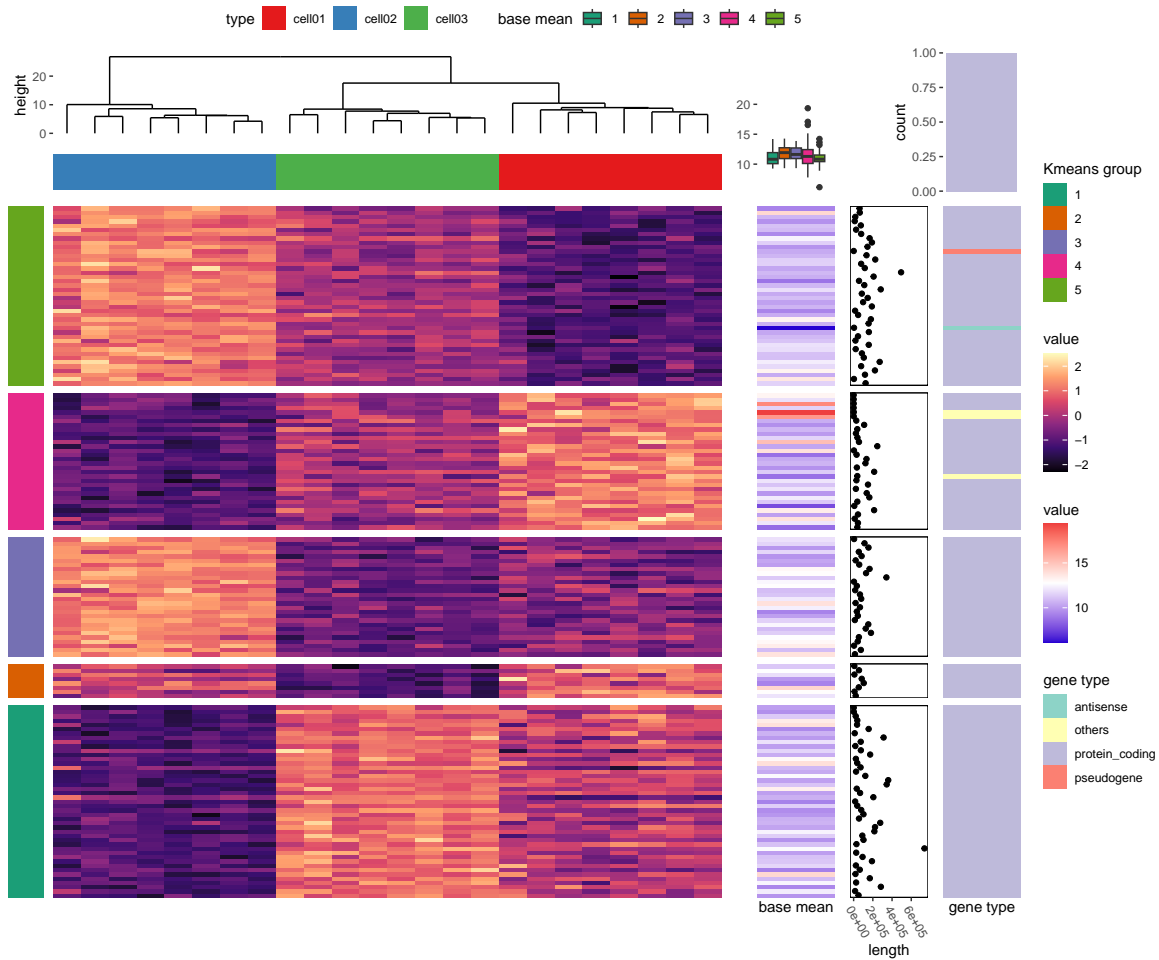 type cell01 cell02 cell03 base mean 1 2 3 4 5
height
20
10
0
20
15
10
count
1.00
0.75
0.50
0.25
0.00
Kmeans group
1
2
3
4
5
value
2
1
0
−1
−2
value
15
10
gene type
antisense
others
protein_coding
pseudogene
base mean
0e+00
2e+05
4e+05
6e+05
length
gene type